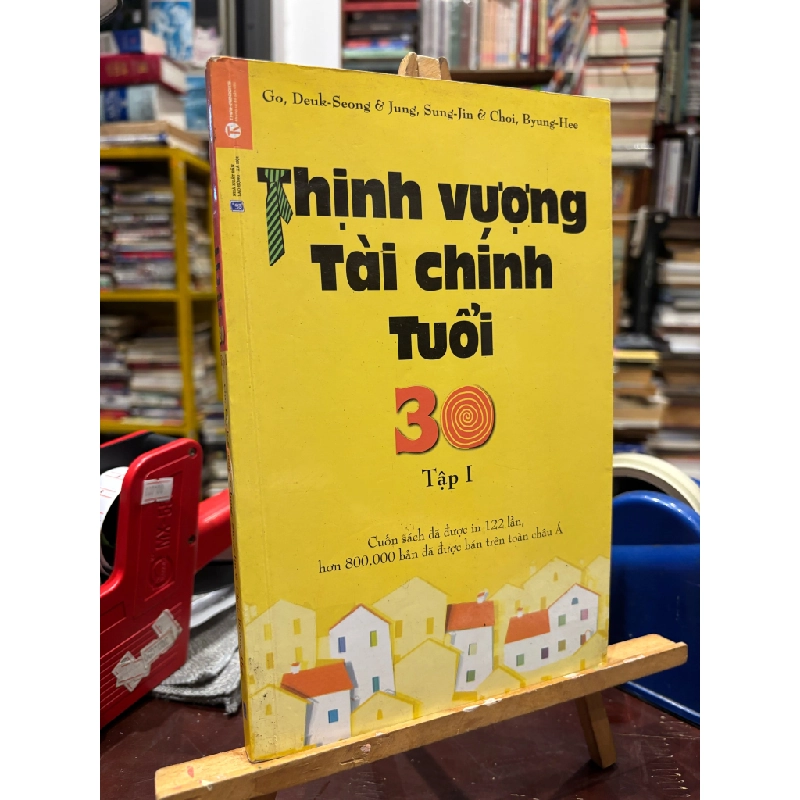 Go, Deuk-Seong & Jung, Sung-Jin & Choi, Byung-Hee
Thịnh vượng
Tài chính
Tuổi
30
Tập I
Cuốn sách đã được in 122 lần,
hơn 800.000 bản đã được bán trên toàn châu Á